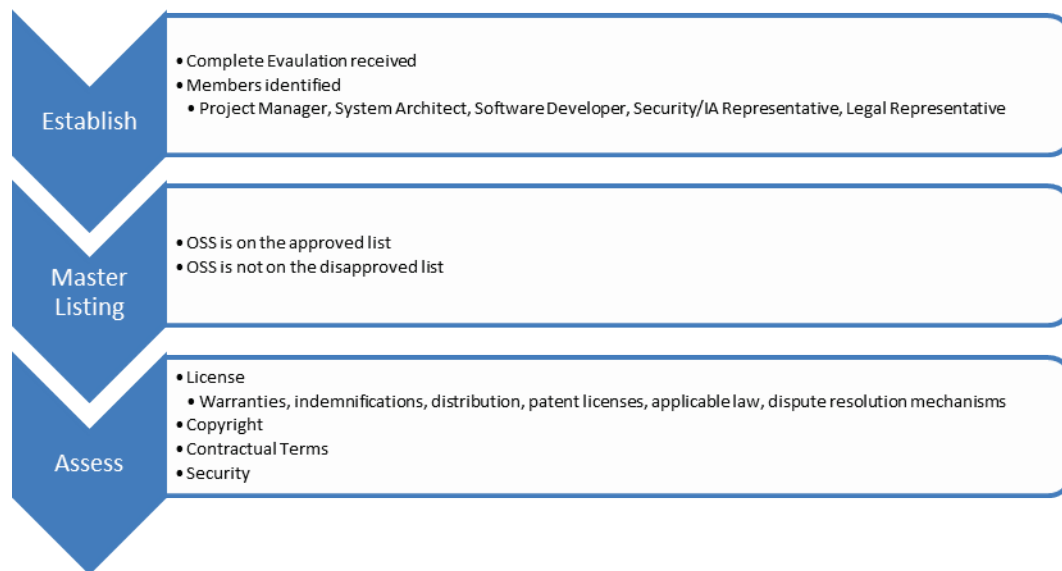 Establish
• Complete Evaulation received
• Members identified
• Project Manager, System Architect, Software Developer, Security/IA Representative, Legal Representative
Master
Listing
• OSS is on the approved list
• OSS is not on the disapproved list
Assess
• License
• Warranties, indemnifications, distribution, patent licenses, applicable law, dispute resolution mechanisms
• Copyright
• Contractual Terms
• Security